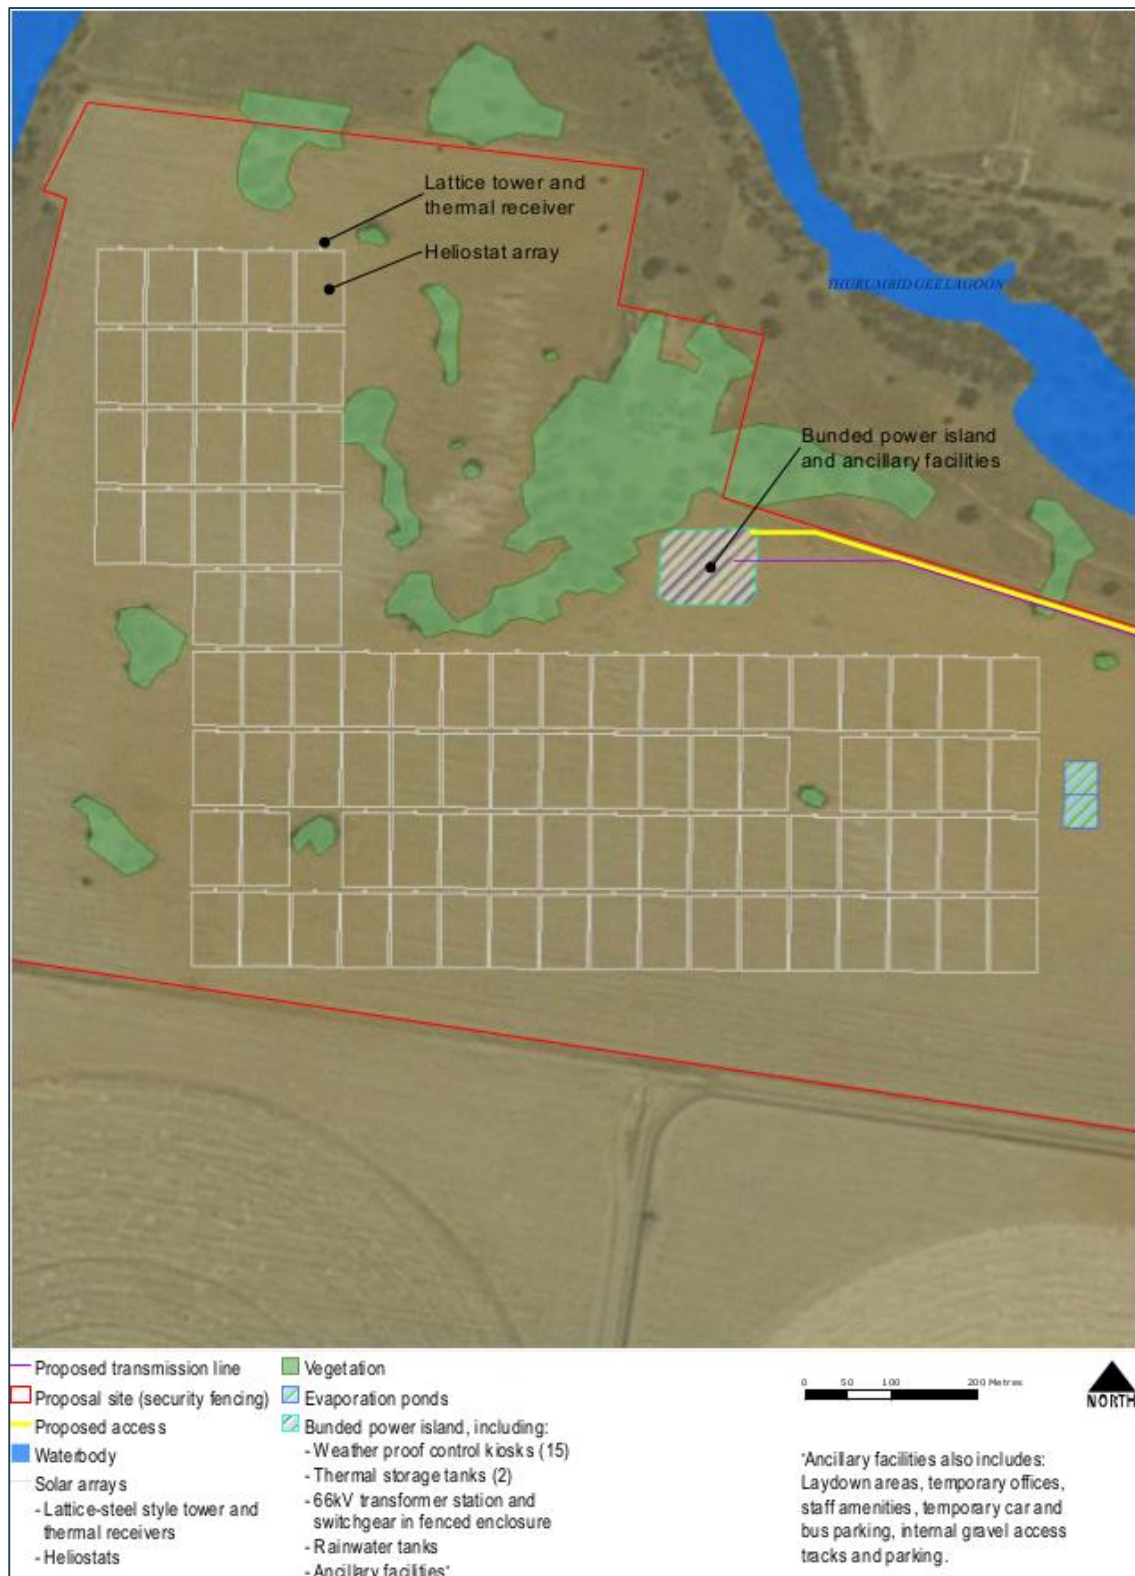 Lattice tower and
thermal receiver
Heliostat array
THURUMBIDGEE LAGOON
Bunded power island
and ancillary facilities
Proposed transmission line
Proposal site (security fencing)
Proposed access
Waterbody
Solar arrays
- Lattice-steel style tower and
thermal receivers
- Heliostats
Vegetation
Evaporation ponds
Bunded power island, including:
- Weather proof control kiosks (15)
- Thermal storage tanks (2)
- 66kV transformer station and
switchgear in fenced enclosure
- Rainwater tanks
- Ancillary facilities*
0 50 100 200 Metres
NORTH
*Ancillary facilities also includes:
Laydown areas, temporary offices,
staff amenities, temporary car and
bus parking, internal gravel access
tracks and parking.